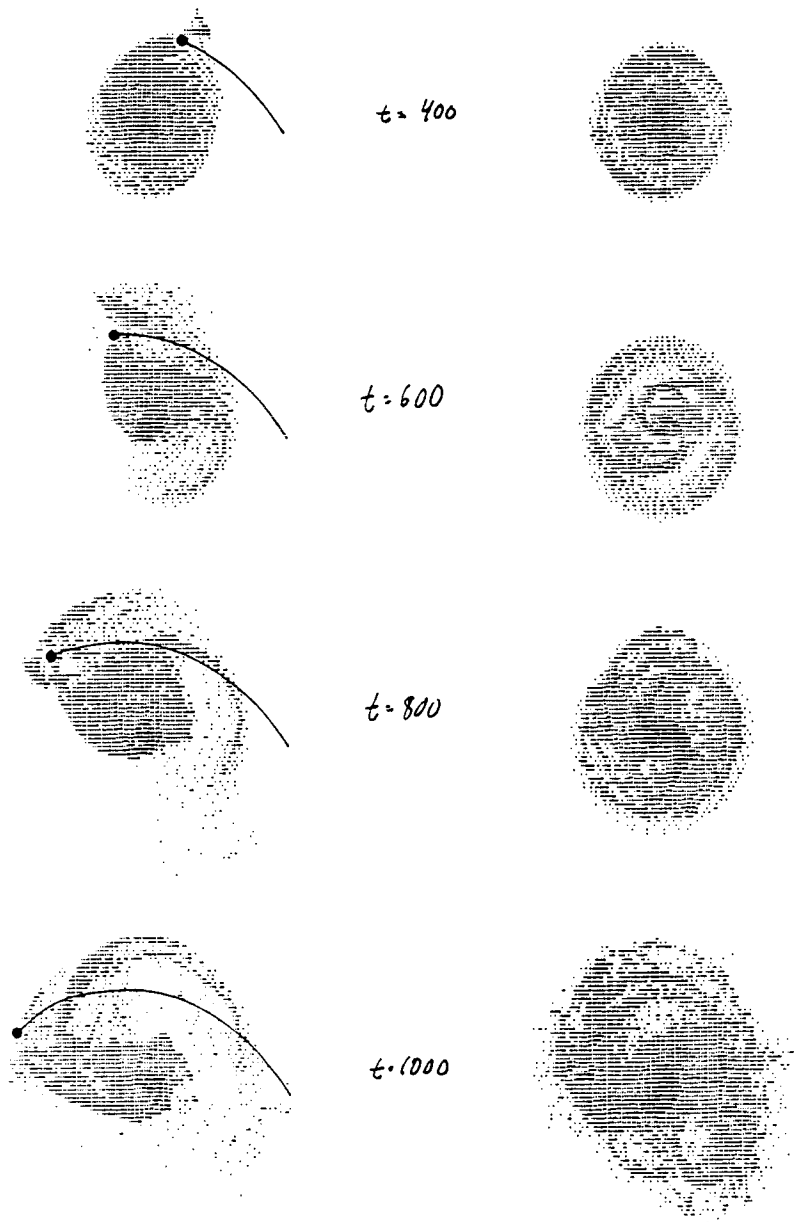 t = 400
t = 600
t = 800
t = 1000